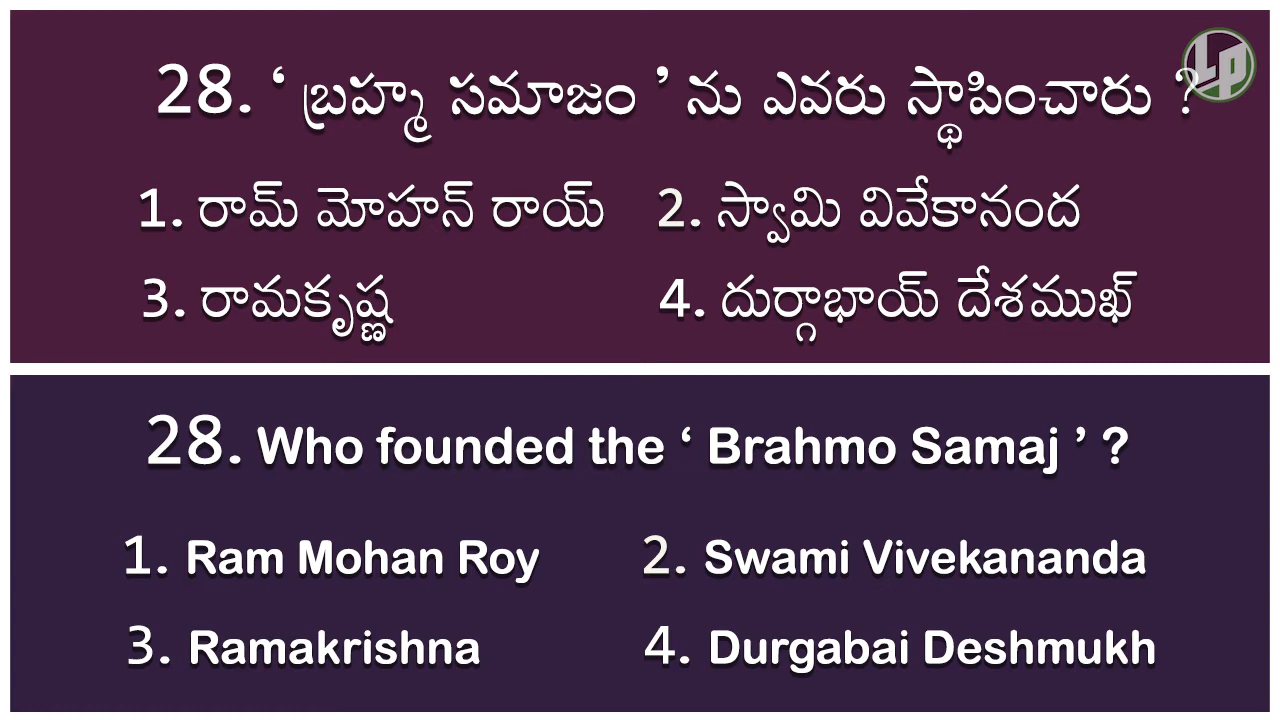 28. ‘ బ్రహ్మ సమాజం ’ ను ఎవరు స్థాపించారు ?
LP
1. రామ్ మోహన్ రాయ్ 2. స్వామి వివేకానంద
3. రామకృష్ణ 4. దుర్గాభాయ్ దేశముఖ్
28. Who founded the ‘ Brahmo Samaj ’ ?
1. Ram Mohan Roy 2. Swami Vivekananda
3. Ramakrishna 4. Durgabai Deshmukh